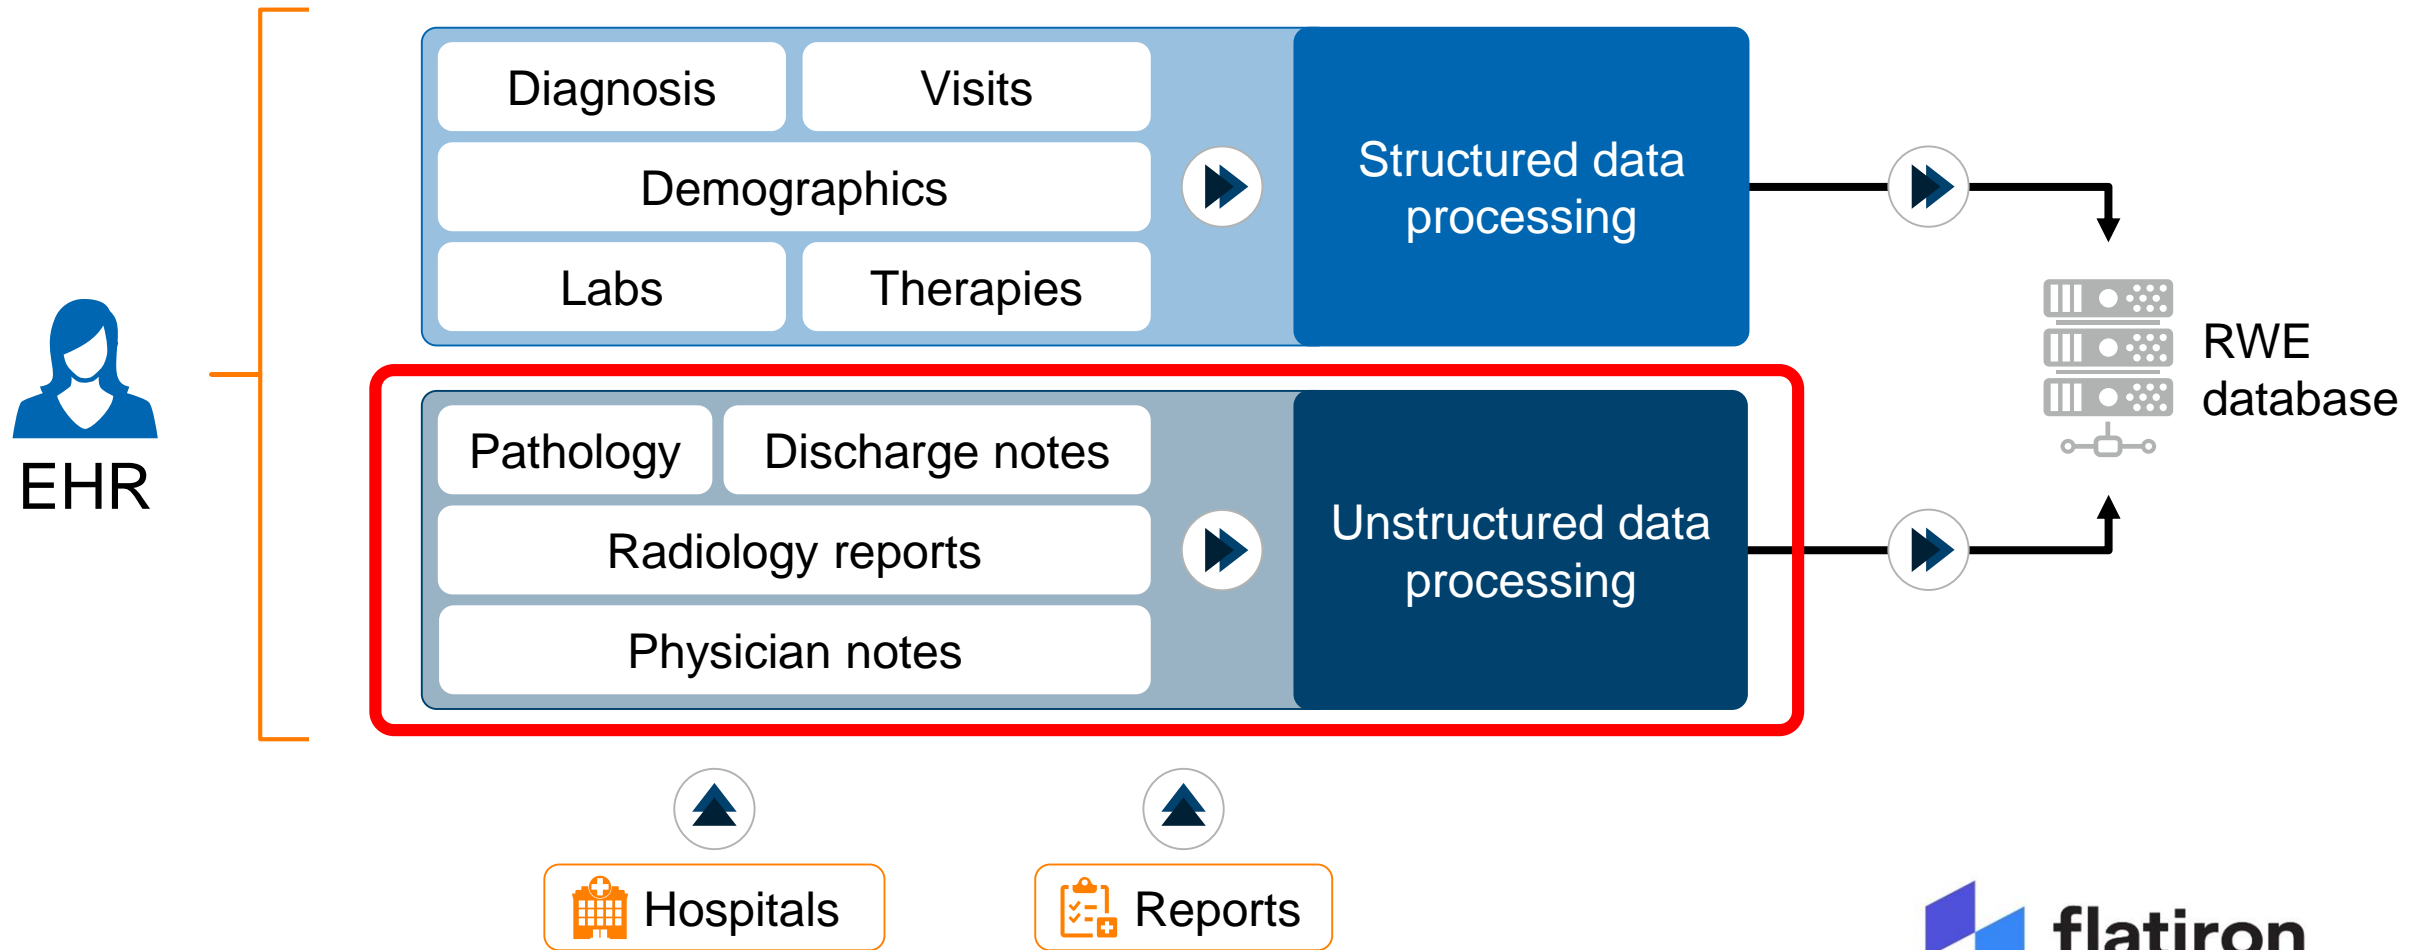 Diagnosis
Visits
Demographics
Labs
Therapies
Structured data
processing
EHR
RWE
database
Pathology
Discharge notes
Radiology reports
Physician notes
Unstructured data
processing
Hospitals
Reports
flatiron